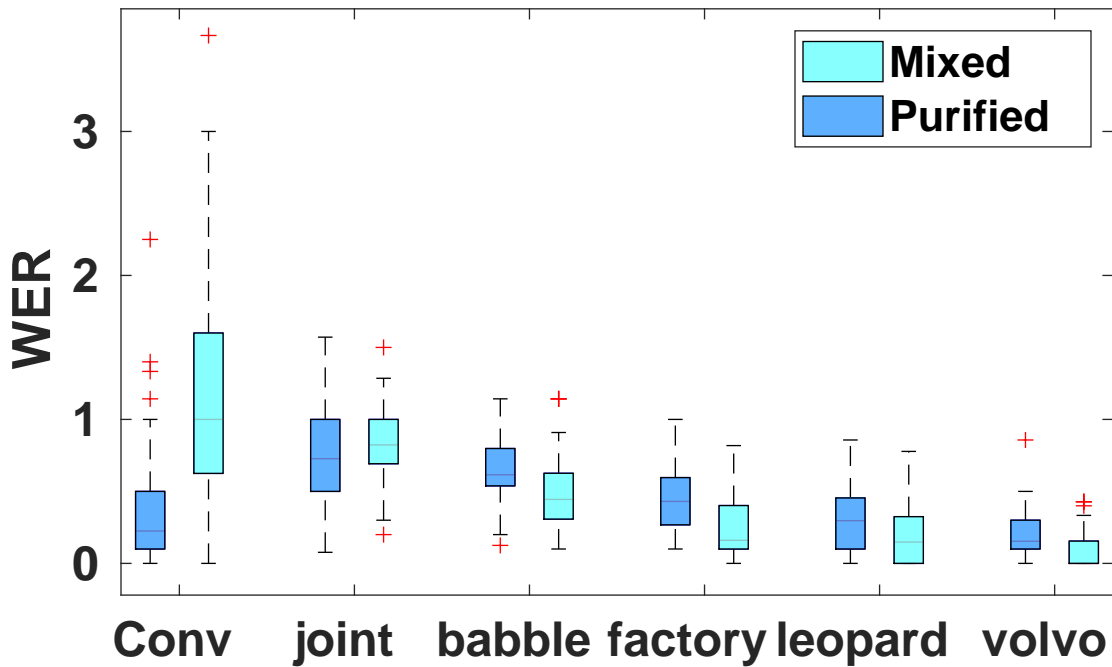 Mixed
Purified
WER
3
2
1
0
Conv joint babble factory leopard volvo